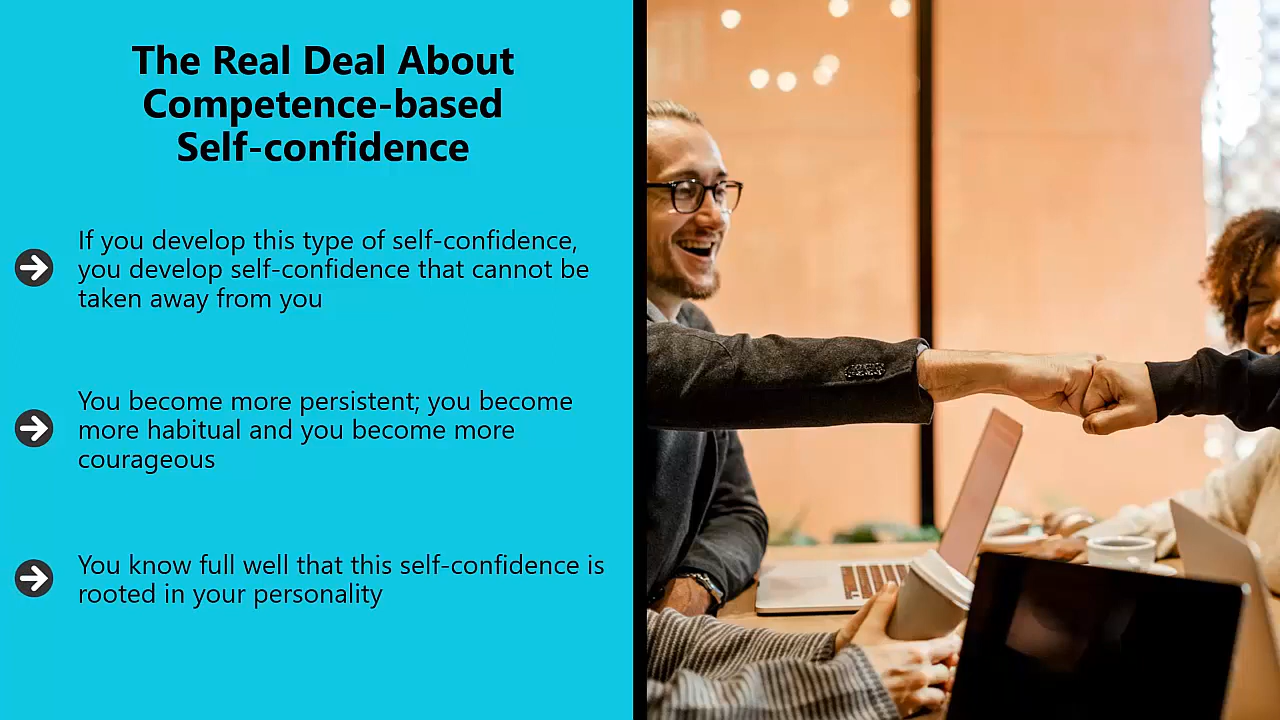 The Real Deal About
Competence-based
Self-confidence
If you develop this type of self-confidence,
you develop self-confidence that cannot be
taken away from you
You become more persistent; you become
more habitual and you become more
courageous
You know full well that this self-confidence is
rooted in your personality